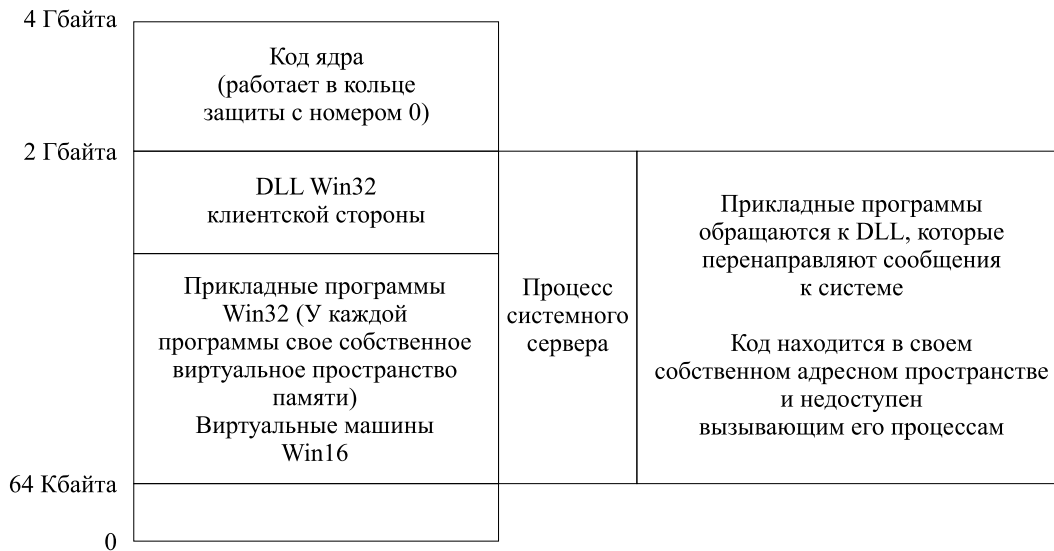 4 Гбайта
Код ядра
(работает в кольце
защиты с номером 0)
2 Гбайта
DLL Win32
клиентской стороны
Прикладные программы
Win32 (У каждой
программы свое собственное
виртуальное пространство
памяти)
Виртуальные машины
Win16
Процесс
системного
сервера
Прикладные программы
обращаются к DLL, которые
перенаправляют сообщения
к системе
Код находится в своем
собственном адресном пространстве
и недоступен
вызывающим его процессам
64 Кбайта
0